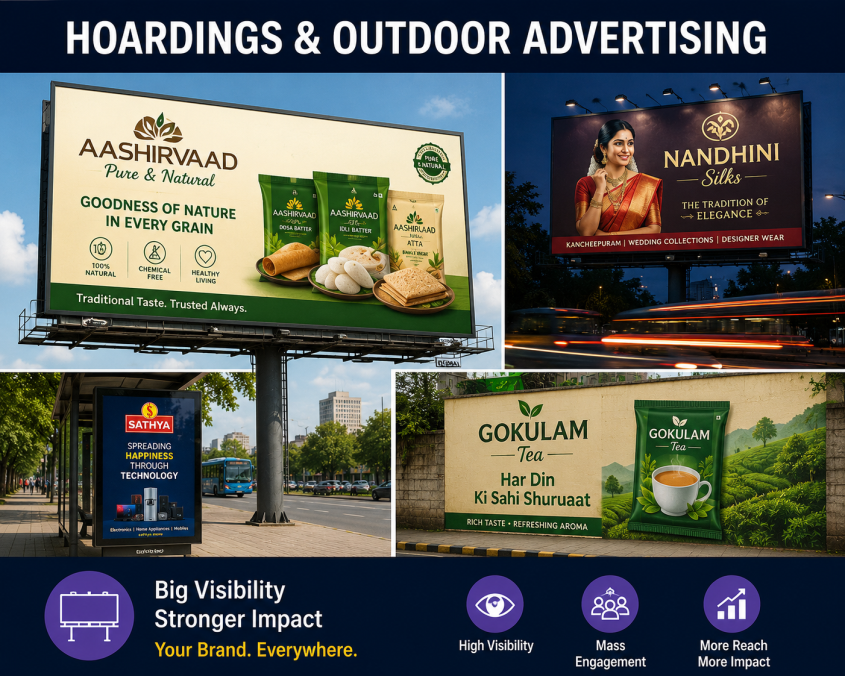 HOARDINGS & OUTDOOR ADVERTISING
AASHIRVAAD
Pure & Natural
GOODNESS OF NATURE
IN EVERY GRAIN
100%
NATURAL
CHEMICAL
FREE
HEALTHY
LIVING
Traditional Taste. Trusted Always.
PURE
& NATURAL
AASHIRVAAD
DOSA BATTER
AASHIRVAAD
IDLI BATTER
AASHIRVAAD
ATTA
NANDHINI
Silks
THE TRADITION OF
ELEGANCE
KANCHEEPURAM | WEDDING COLLECTIONS | DESIGNER WEAR
SATHYA
SPREADING
HAPPINESS
THROUGH
TECHNOLOGY
Electronics | Home Appliances | Mobiles
GOKULAM
Tea
Har Din
Ki Sahi Shuruaat
RICH TASTE • REFRESHING AROMA
GOKULAM
Tea
Big Visibility
Stronger Impact
Your Brand. Everywhere.
High Visibility
Mass
Engagement
More Reach
More Impact